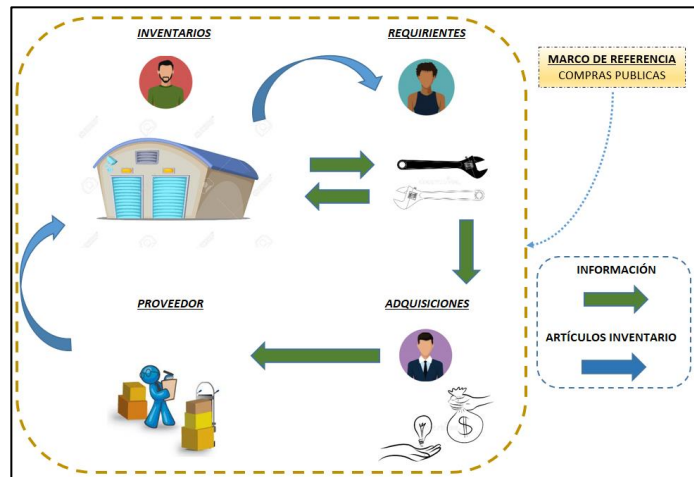 INVENTARIOS
REQUIRIENTES
MARCO DE REFERENCIA
COMPRAS PUBLICAS
INFORMACIÓN
PROVEEDOR
ADQUISICIONES
ARTÍCULOS INVENTARIO
$